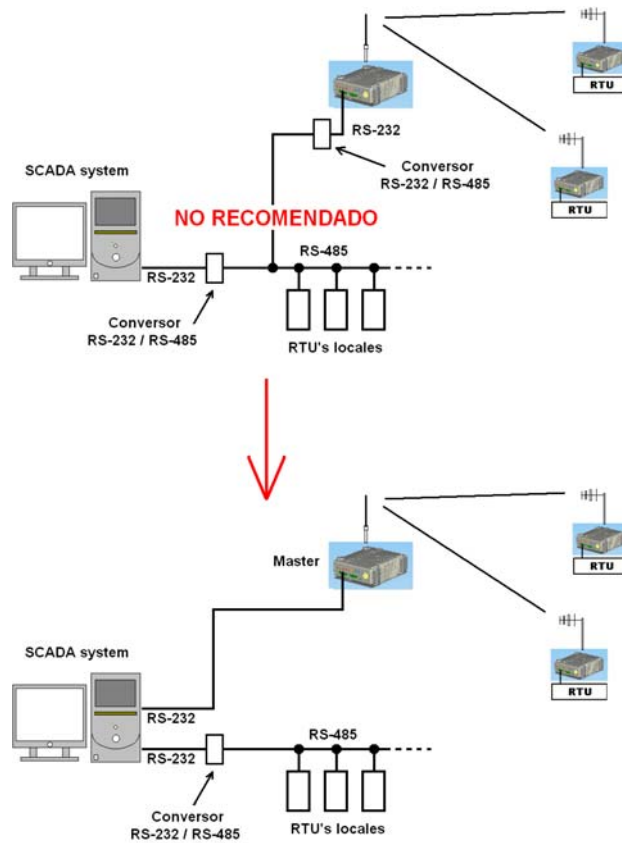 RTU
RS-232
RTU
Conversor
RS-232 / RS-485
SCADA system
NO RECOMENDADO
RS-485
RS-232
Conversor
RS-232 / RS-485
RTU's locales
Master
RTU
RTU
SCADA system
RS-232
RS-485
RS-232
Conversor
RS-232 / RS-485
RTU's locales